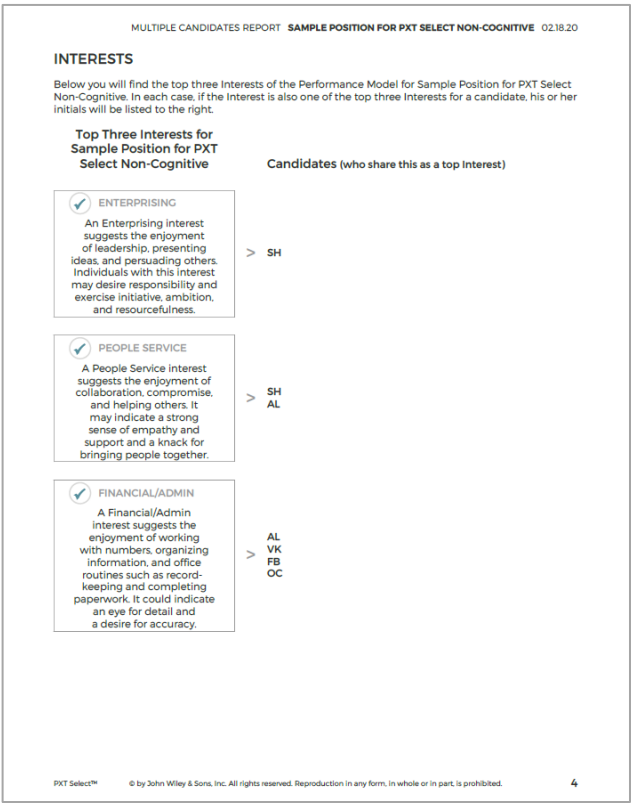 MULTIPLE CANDIDATES REPORT SAMPLE POSITION FOR PXT SELECT NON-COGNITIVE 02.18.20
INTERESTS
Below you will find the top three Interests of the Performance Model for Sample Position for PXT Select
Non-Cognitive. In each case, if the Interest is also one of the top three Interests for a candidate, his or her
initials will be listed to the right.
Top Three Interests for
Sample Position for PXT
Select Non-Cognitive
Candidates (who share this as a top Interest)
ENTERPRISING
An Enterprising interest
suggests the enjoyment
of leadership, presenting
ideas, and persuading others.
Individuals with this interest
may desire responsibility and
exercise initiative, ambition,
and resourcefulness.
> SH
PEOPLE SERVICE
A People Service interest
suggests the enjoyment of
collaboration, compromise,
and helping others. It
may indicate a strong
sense of empathy and
support and a knack for
bringing people together.
> SH
AL
FINANCIAL/ADMIN
A Financial/Admin
interest suggests the
enjoyment of working
with numbers, organizing
information, and office
routines such as record-
keeping and completing
paperwork. It could indicate
an eye for detail and
a desire for accuracy.
> AL
VK
FB
OC
PXT Select™ © by John Wiley & Sons, Inc. All rights reserved. Reproduction in any form, in whole or in part, is prohibited. 4